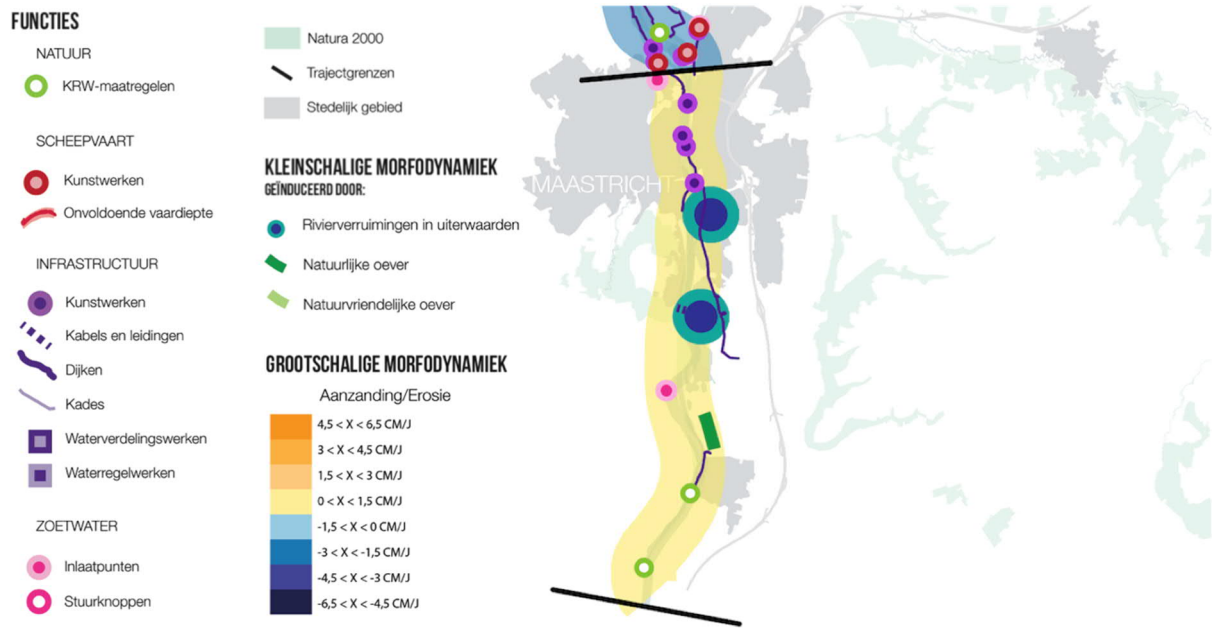 FUNCTIES
NATUUR
KRW-maatregelen
SCHEEPVAART
Kunstwerken
Onvoldoende vaardiepte
INFRASTRUCTUUR
Kunstwerken
Kabels en leidingen
Dijken
Kades
Waterverdelingswerken
Waterregelwerken
ZOETWATER
Inlaatpunten
Stuurknoppen
Natura 2000
Trajectgrenzen
Stedelijk gebied
KLEINSCHALIGE MORFODYNAMIEK
GEÏNDUCEERD DOOR:
Rivierverruimingen in uiterwaarden
Natuurlijke oever
Natuurvriendelijke oever
GROOTSCHALIGE MORFODYNAMIEK
Aanzanding/Erosie
4,5 < X < 6,5 CM/J
3 < X < 4,5 CM/J
1,5 < X < 3 CM/J
0 < X < 1,5 CM/J
-1,5 < X < 0 CM/J
-3 < X < -1,5 CM/J
-4,5 < X < -3 CM/J
-6,5 < X < -4,5 CM/J
MAASTRICHT